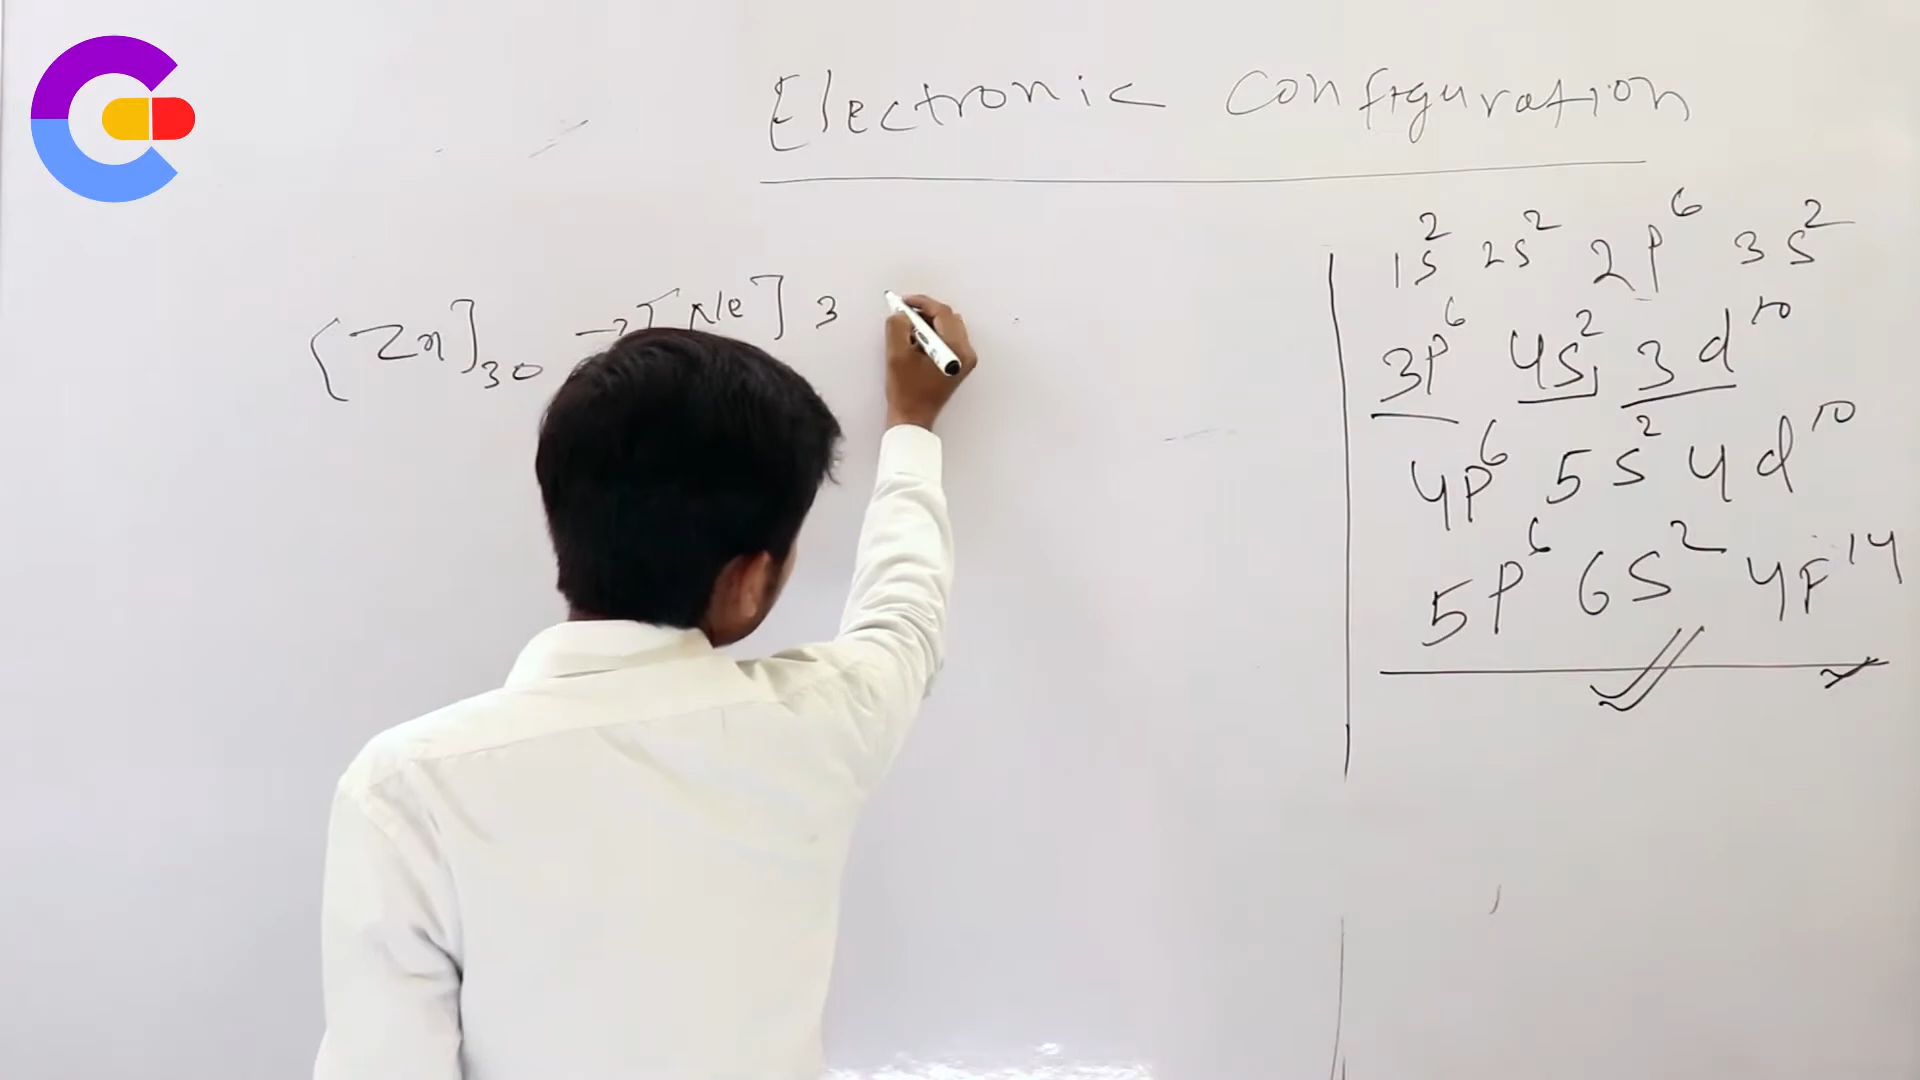 Electronic Configuration
[Zn]30 → [Ne] 3
1s² 2s² 2p⁶ 3s²
3p⁶ 4s² 3d¹⁰
4p⁶ 5s² 4d¹⁰
5p⁶ 6s² 4F¹⁴